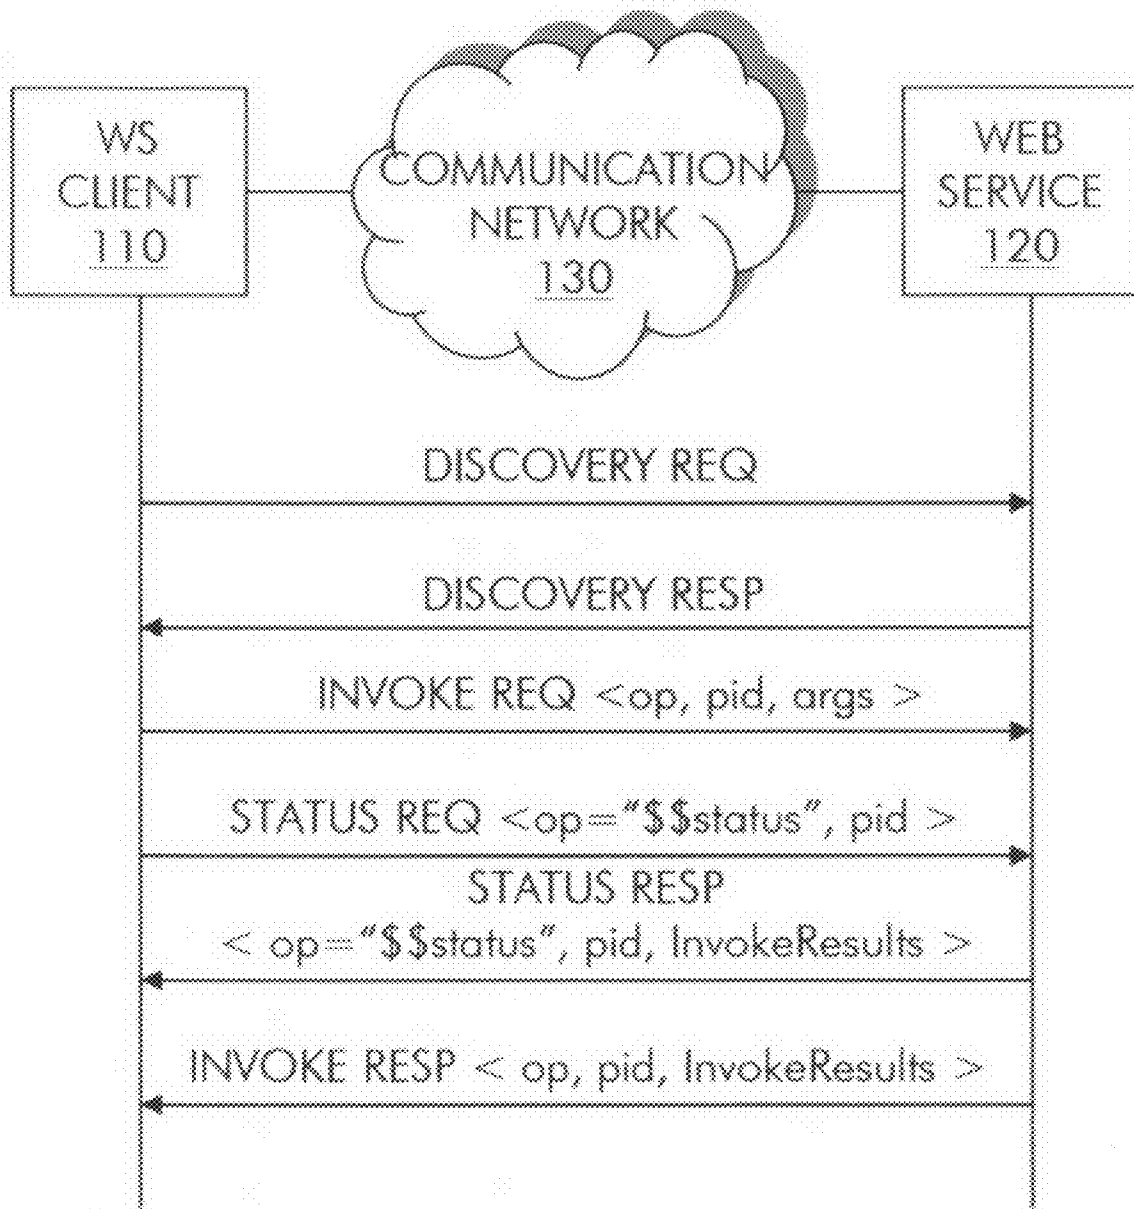 WS
CLIENT
110
COMMUNICATION
NETWORK
130
WEB
SERVICE
120
DISCOVERY REQ
DISCOVERY RESP
INVOKE REQ <op, pid, args >
STATUS REQ <op="$$status", pid >
STATUS RESP
< op="$$status", pid, InvokeResults >
INVOKE RESP < op, pid, InvokeResults >